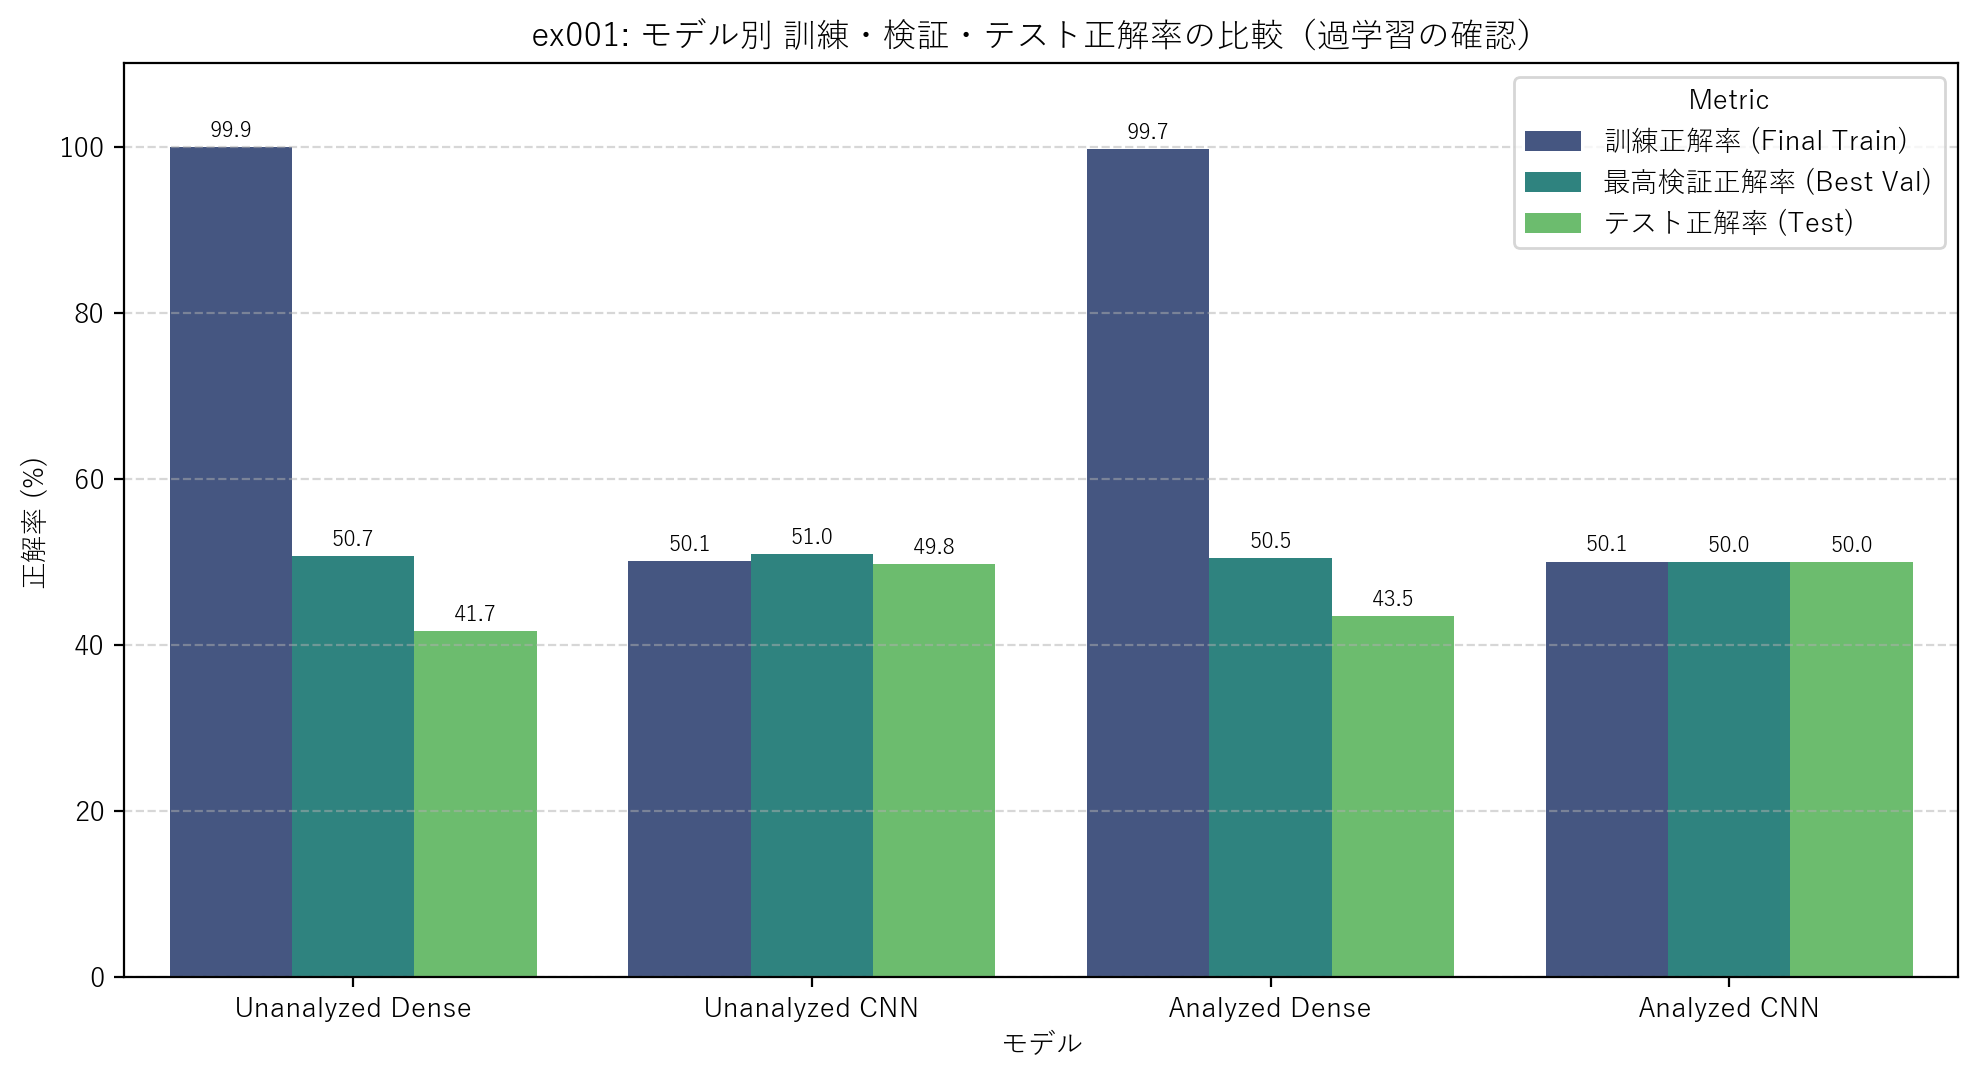 ex001: モデル別 訓練・検証・テスト正解率の比較（過学習の確認）
Metric
訓練正解率 (Final Train)
最高検証正解率 (Best Val)
テスト正解率 (Test)
正解率 (%)
100
80
60
40
20
0
99.9
50.7
41.7
50.1
51.0
49.8
99.7
50.5
43.5
50.1
50.0
50.0
Unanalyzed Dense
Unanalyzed CNN
Analyzed Dense
Analyzed CNN
モデル